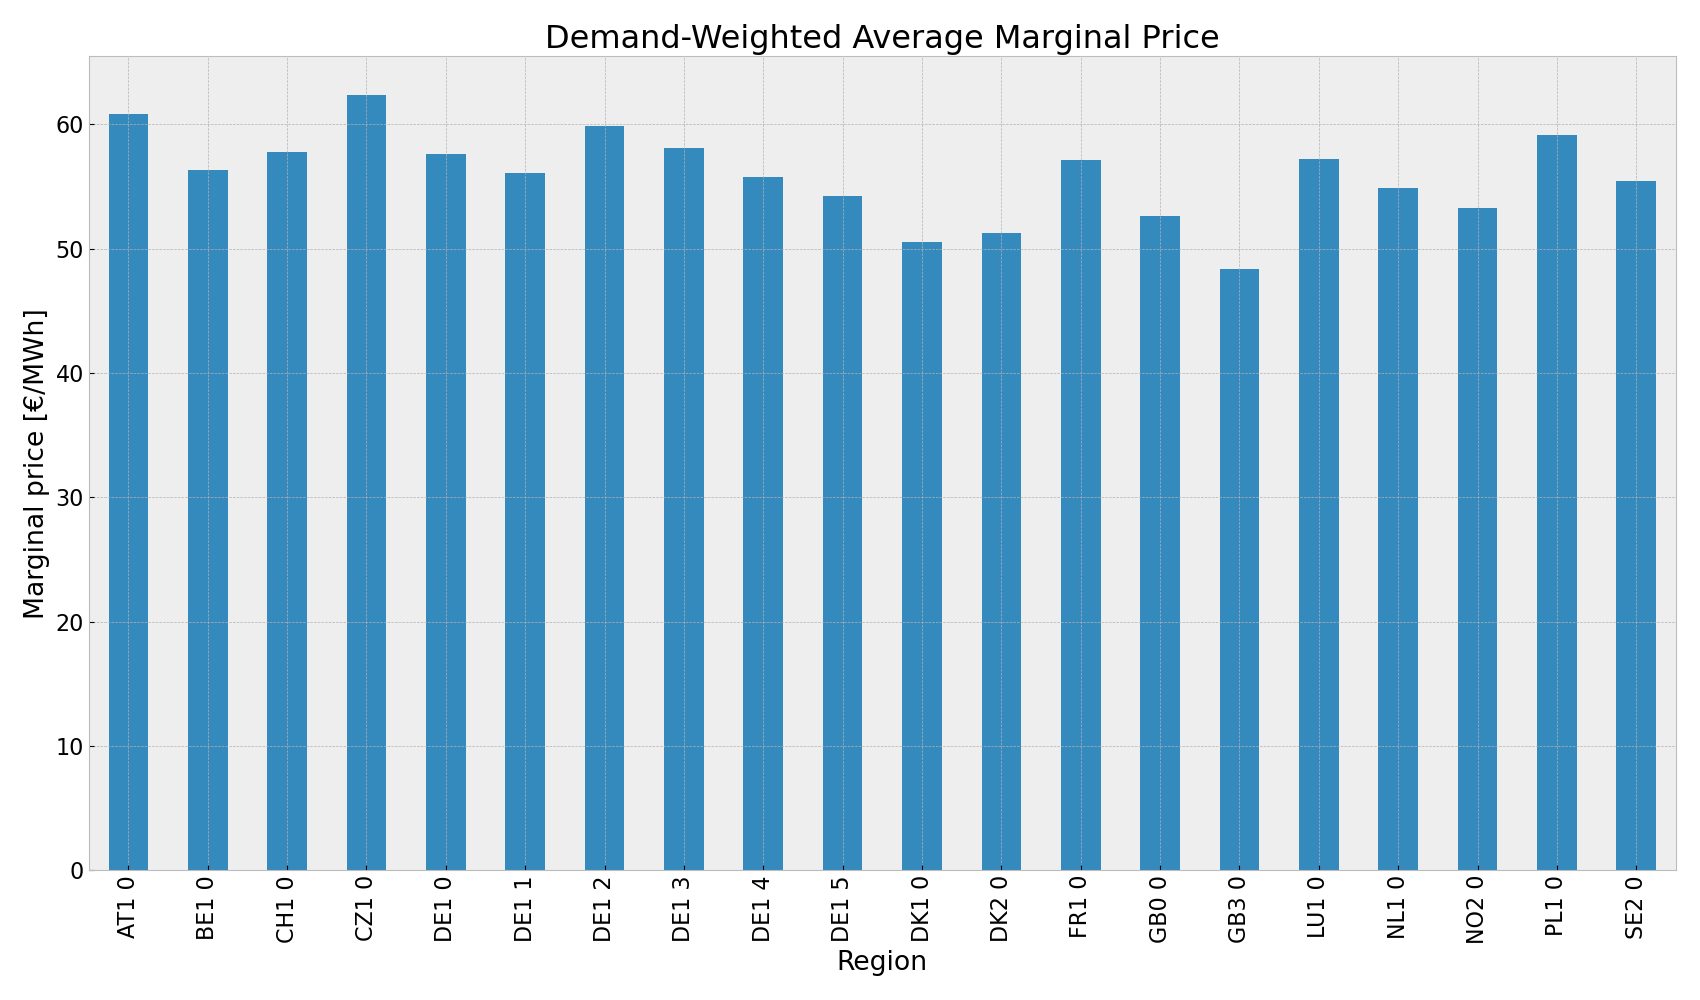 Demand-Weighted Average Marginal Price
Marginal price [€/MWh]
60
50
40
30
20
10
0
AT1 0
BE1 0
CH1 0
CZ1 0
DE1 0
DE1 1
DE1 2
DE1 3
DE1 4
DE1 5
DK1 0
DK2 0
FR1 0
GB0 0
GB3 0
LU1 0
NL1 0
NO2 0
PL1 0
SE2 0
Region